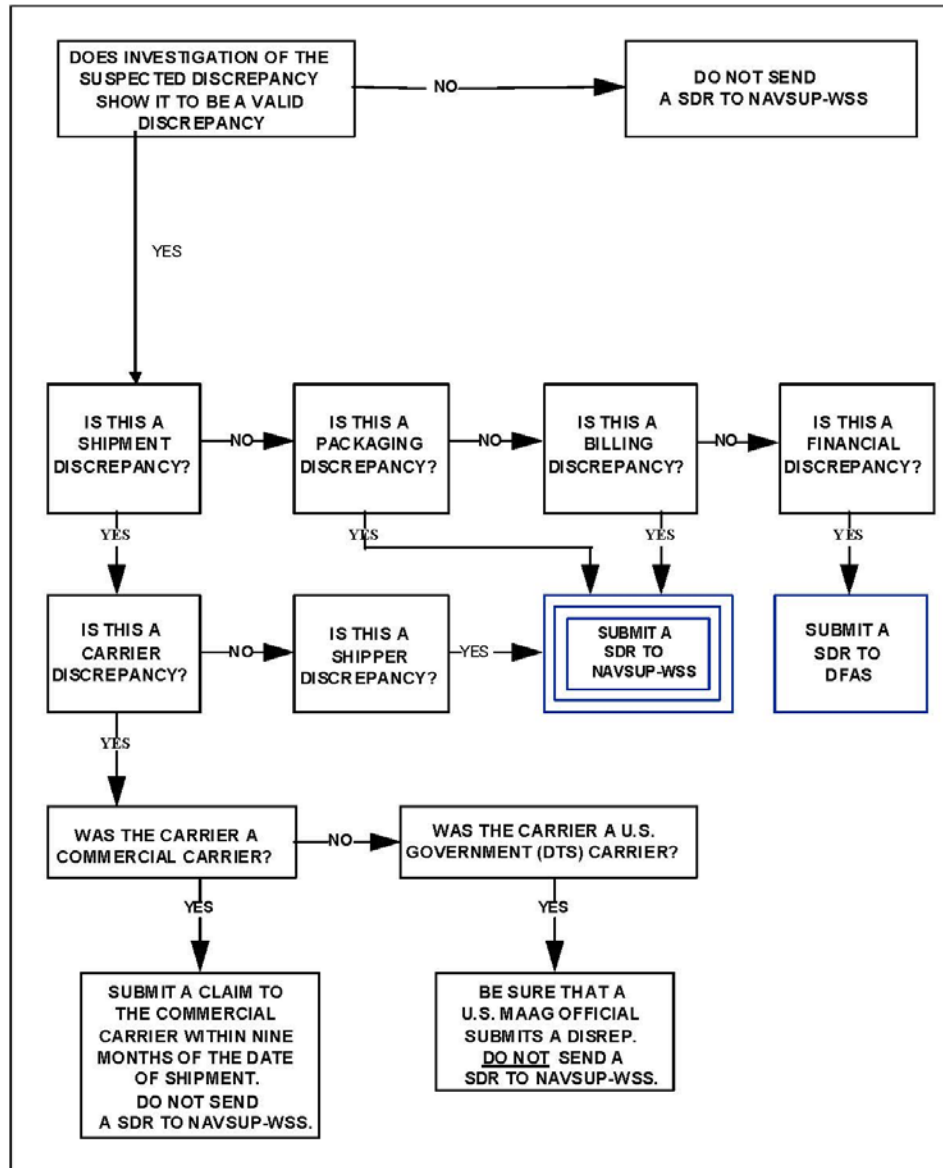 DOES INVESTIGATION OF THE
SUSPECTED DISCREPANCY
SHOW IT TO BE A VALID
DISCREPANCY
NO
DO NOT SEND
A SDR TO NAVSUP-WSS
YES
IS THIS A
SHIPMENT
DISCREPANCY?
NO
IS THIS A
PACKAGING
DISCREPANCY?
NO
IS THIS A
BILLING
DISCREPANCY?
NO
IS THIS A
FINANCIAL
DISCREPANCY?
YES
YES
YES
YES
IS THIS A
CARRIER
DISCREPANCY?
NO
IS THIS A
SHIPPER
DISCREPANCY?
YES
SUBMIT A
SDR TO
NAVSUP-WSS
SUBMIT A
SDR TO
DFAS
YES
WAS THE CARRIER A
COMMERCIAL CARRIER?
NO
WAS THE CARRIER A U.S.
GOVERNMENT (DTS) CARRIER?
YES
YES
SUBMIT A CLAIM TO
THE COMMERCIAL
CARRIER WITHIN NINE
MONTHS OF THE DATE
OF SHIPMENT.
DO NOT SEND
A SDR TO NAVSUP-WSS.
BE SURE THAT A
U.S. MAAG OFFICIAL
SUBMITS A DISREP.
DO NOT SEND A
SDR TO NAVSUP-WSS.